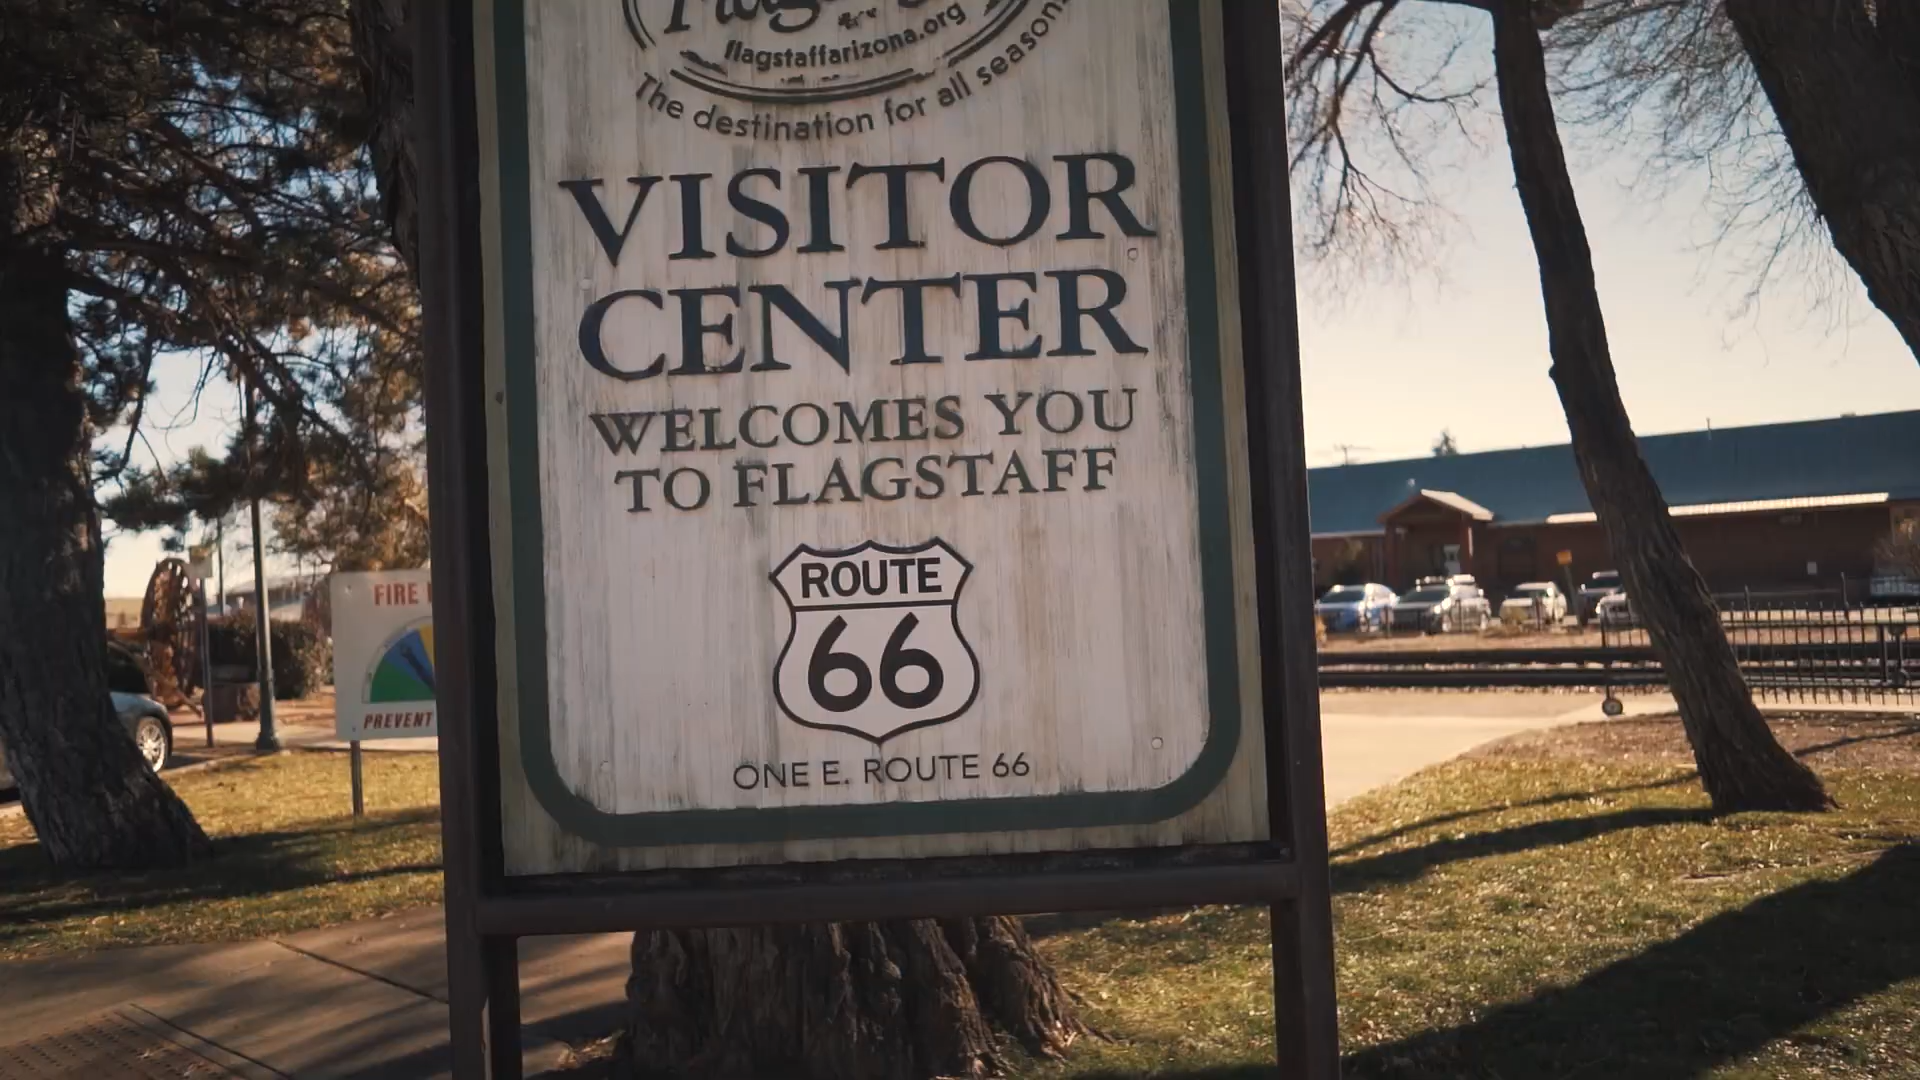 flagstaffarizona.org
The destination for all seasons
VISITOR
CENTER
WELCOMES YOU
TO FLAGSTAFF
ROUTE
66
ONE E. ROUTE 66
FIRE
PREVENT